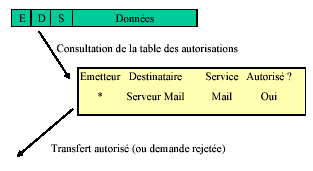 E D S Données
Consultation de la table des autorisations
Emetteur Destinataire Service Autorisé ?
* Serveur Mail Mail Oui
Transfert autorisé (ou demande rejetée)